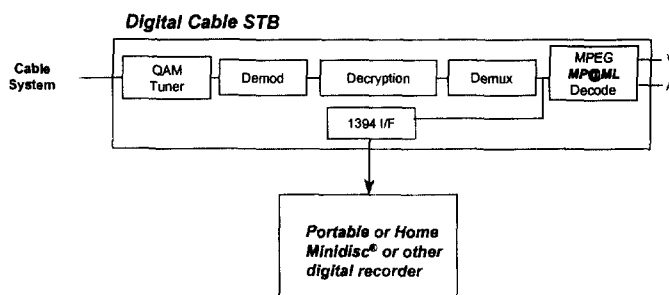 Digital Cable STB
Cable
System
QAM
Tuner
Demod
Decryption
Demux
MPEG
MP@ML
Decode
1394 I/F
Portable or Home
Minidisc® or other
digital recorder